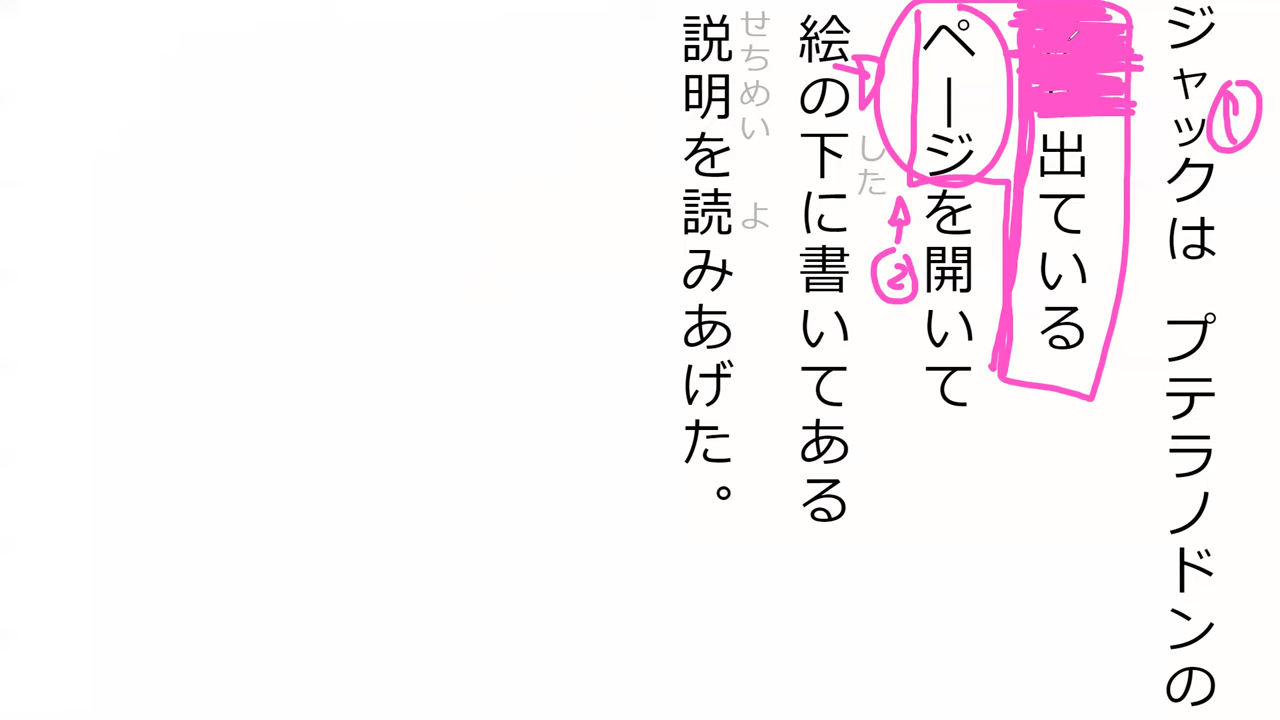 ジャックは　プテラノドンの
出ている
ページを開いて
絵の下に書いてある
した
説明を読みあげた。
せちめい　よ
1
2